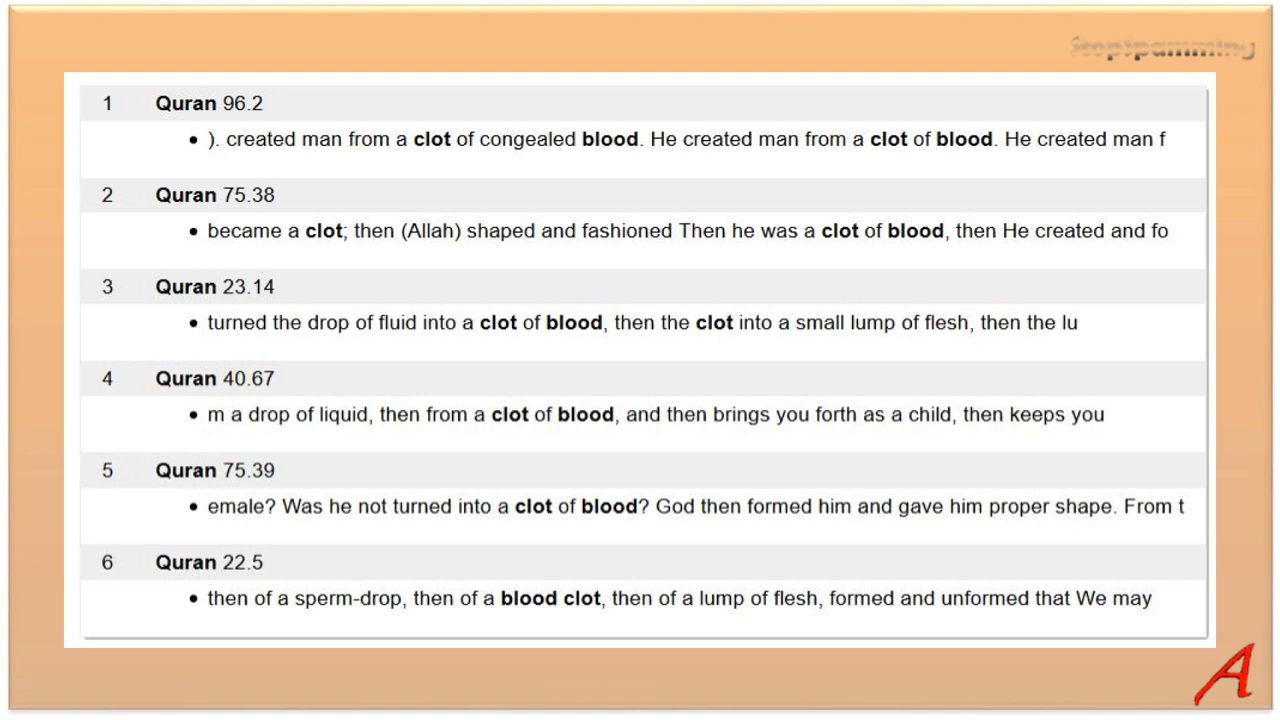 1 Quran 96.2
• ). created man from a clot of congealed blood. He created man from a clot of blood. He created man f
2 Quran 75.38
• became a clot; then (Allah) shaped and fashioned Then he was a clot of blood, then He created and fo
3 Quran 23.14
• turned the drop of fluid into a clot of blood, then the clot into a small lump of flesh, then the lu
4 Quran 40.67
• m a drop of liquid, then from a clot of blood, and then brings you forth as a child, then keeps you
5 Quran 75.39
• emale? Was he not turned into a clot of blood? God then formed him and gave him proper shape. From t
6 Quran 22.5
• then of a sperm-drop, then of a blood clot, then of a lump of flesh, formed and unformed that We may
A